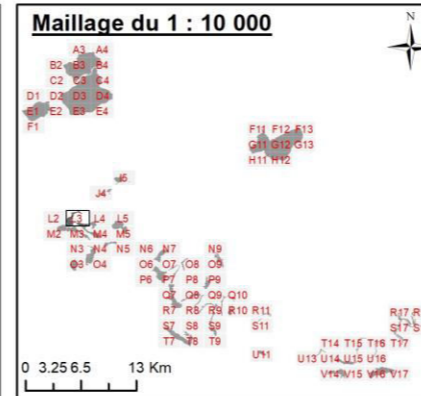 Maillage du 1 : 10 000
N
A3 A4
B2 B3 B4
C2 C3 C4
D1 D2 D3 D4
E1 E2 E3 E4
F1
F11 F12 F13
G11 G12 G13
H11 H12
J4
L2 L3 L4 L5
M2 M3 M4 M5
N3 N4 N5 N6 N7 N9
O3 O4 O6 O7 O8 O9
P6 P7 P8 P9
Q7 Q8 Q9 Q10
R7 R8 R9 R10 R11 R17
S7 S8 S9 S11 S17
T7 T8 T9 T14 T15 T16 T17
U11 U13 U14 U15 U16
V14 V15 V16 V17
0 3.25 6.5 13 Km